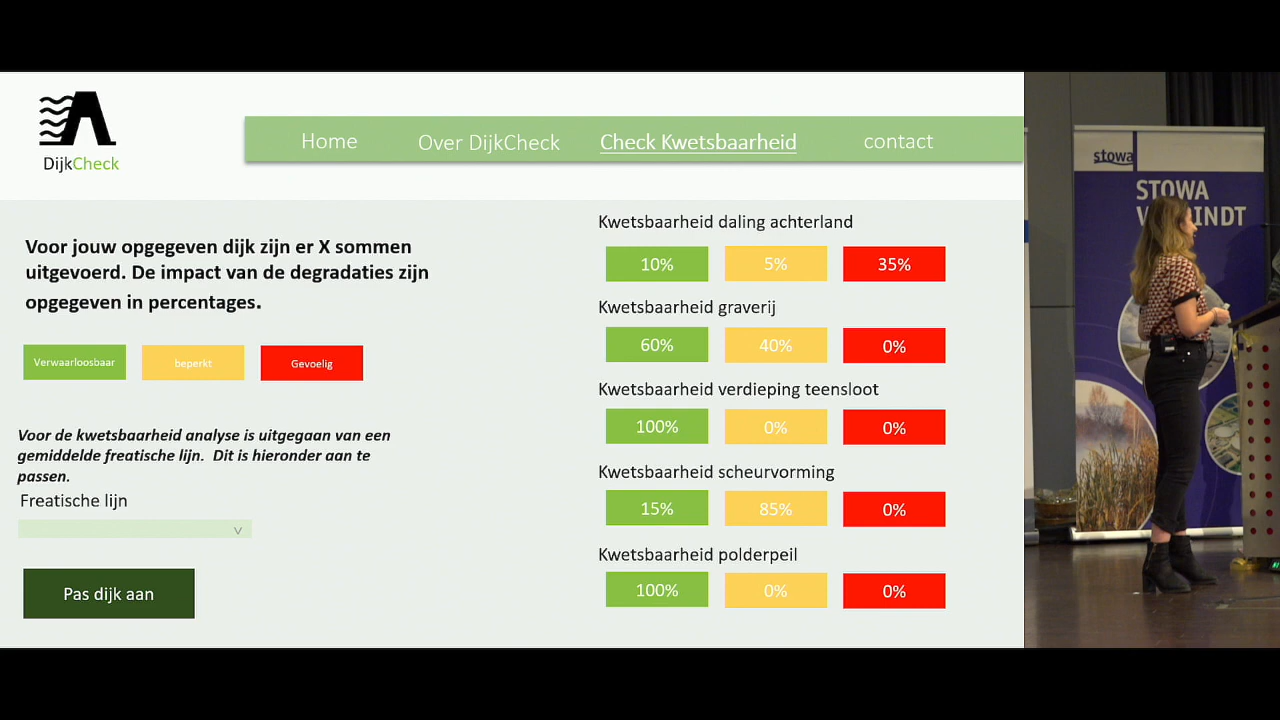 DijkCheck
Home
Over DijkCheck
Check Kwetsbaarheid
contact
Voor jouw opgegeven dijk zijn er X sommen
uitgevoerd. De impact van de degradaties zijn
opgegeven in percentages.
Verwaarloosbaar
beperkt
Gevoelig
Voor de kwetsbaarheid analyse is uitgegaan van een
gemiddelde freatische lijn. Dit is hieronder aan te
passen.
Freatische lijn
V
Pas dijk aan
Kwetsbaarheid daling achterland
10%
5%
35%
Kwetsbaarheid graverij
60%
40%
0%
Kwetsbaarheid verdieping teensloot
100%
0%
0%
Kwetsbaarheid scheurvorming
15%
85%
0%
Kwetsbaarheid polderpeil
100%
0%
0%
stowa
STOWA